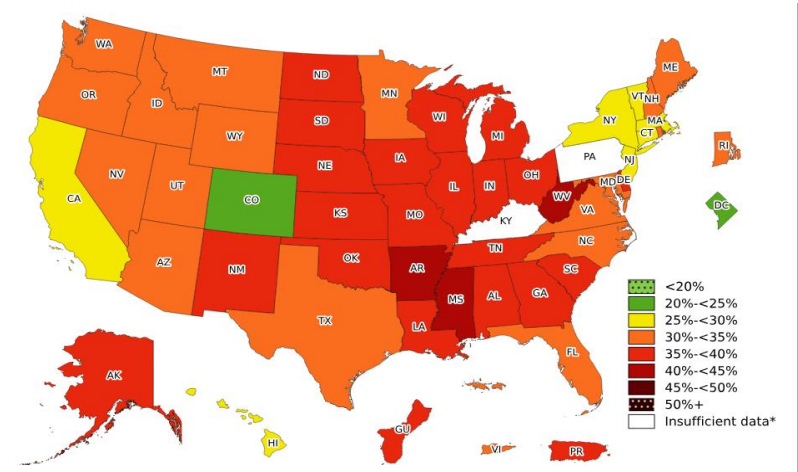 WA
MT
ND
ME
OR
MN
VT
NH
ID
SD
WI
NY
MA
WY
MI
CT
RI
IA
PA
NJ
NE
NV
OH
MD
DE
UT
IL
IN
CA
CO
WV
DC
KS
MO
VA
KY
NC
OK
TN
AZ
NM
AR
SC
MS
AL
GA
<20%
TX
20%-<25%
LA
25%-<30%
30%-<35%
FL
35%-<40%
AK
40%-<45%
45%-<50%
50%+
Insufficient data*
GU
HI
VI
PR